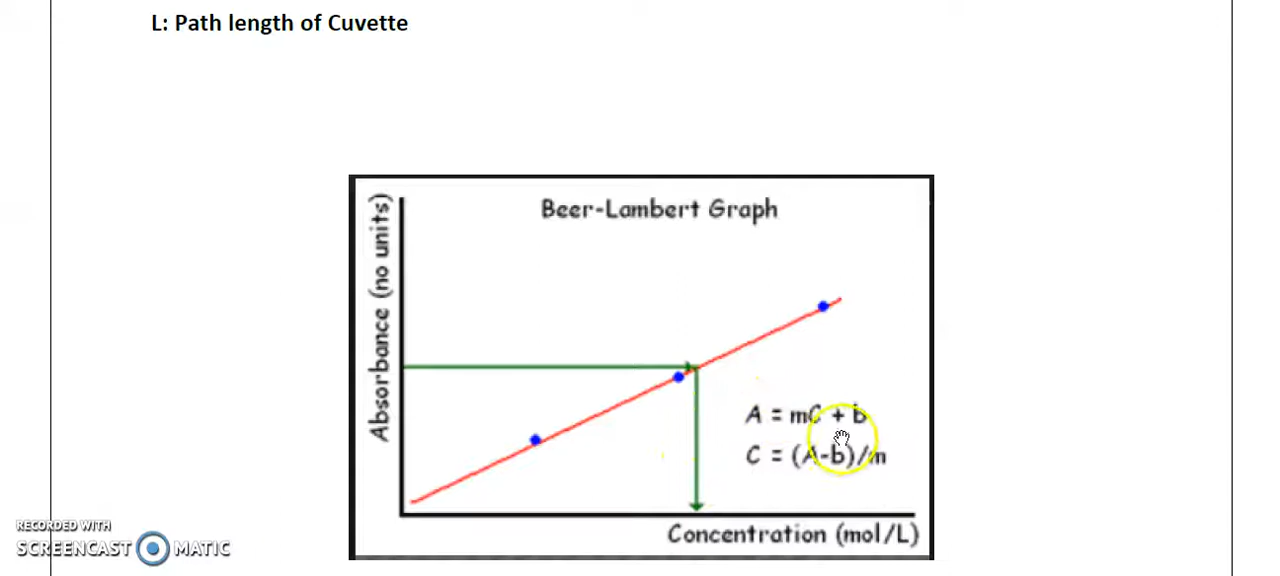 L: Path length of Cuvette
Beer-Lambert Graph
Absorbance (no units)
A = mC + b
C = (A-b)/m
Concentration (mol/L)
RECORDED WITH
SCREENCAST MATIC